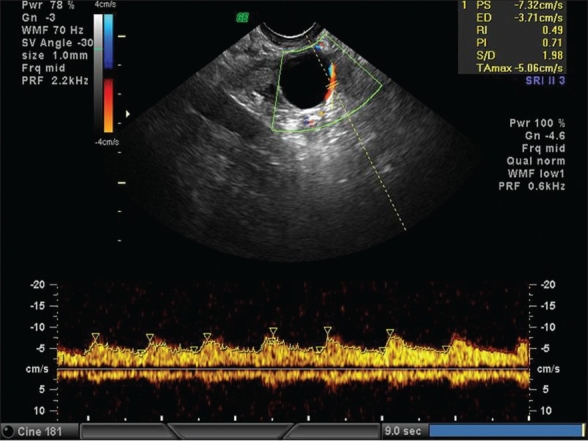 Pwr 78 %
Gn -3
WMF 70 Hz
SV Angle -30
size 1.0mm
Frq mid
PRF 2.2kHz
4cm/s
-4cm/s
1 PS -7.32cm/s
ED -3.71cm/s
RI 0.49
PI 0.71
S/D 1.98
TAmax -5.06cm/s
SRI II 3
Pwr 100 %
Gn -4.6
Frq mid
Qual norm
WMF low1
PRF 0.6kHz
-20 -20
-15 -15
-10 -10
-5 -5
cm/s cm/s
5 5
10 10
Cine 181 9.0 sec